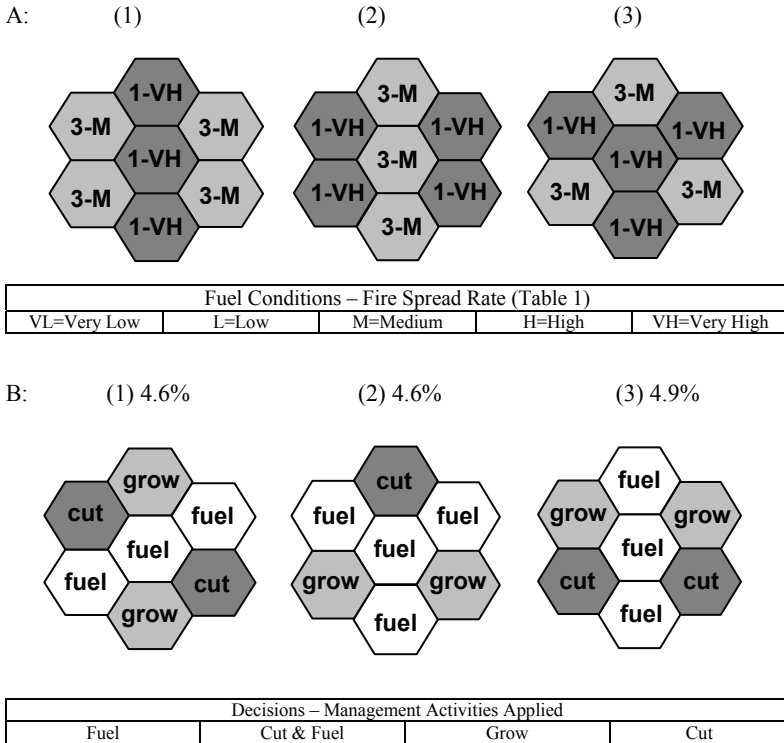 A: (1) (2) (3)
1-VH 3-M 3-M
3-M 3-M 1-VH 1-VH 1-VH 1-VH
1-VH 3-M 1-VH
3-M 3-M 1-VH 1-VH 3-M 3-M
1-VH 3-M 1-VH
Fuel Conditions – Fire Spread Rate (Table 1)
VL=Very Low L=Low M=Medium H=High VH=Very High
B: (1) 4.6% (2) 4.6% (3) 4.9%
grow cut fuel
cut fuel fuel fuel grow grow
fuel fuel fuel
fuel cut grow grow cut cut
grow fuel fuel
Decisions – Management Activities Applied
Fuel Cut & Fuel Grow Cut